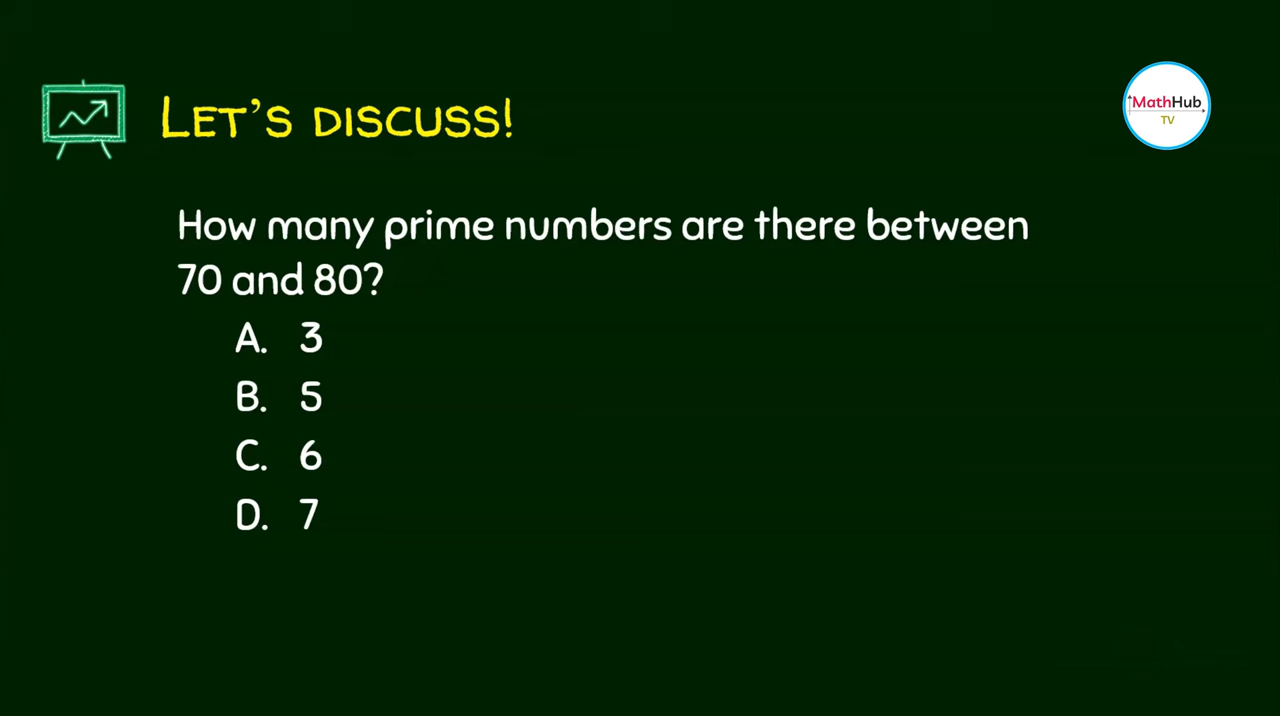 LET'S DISCUSS!
MathHub
TV
How many prime numbers are there between
70 and 80?
A. 3
B. 5
C. 6
D. 7